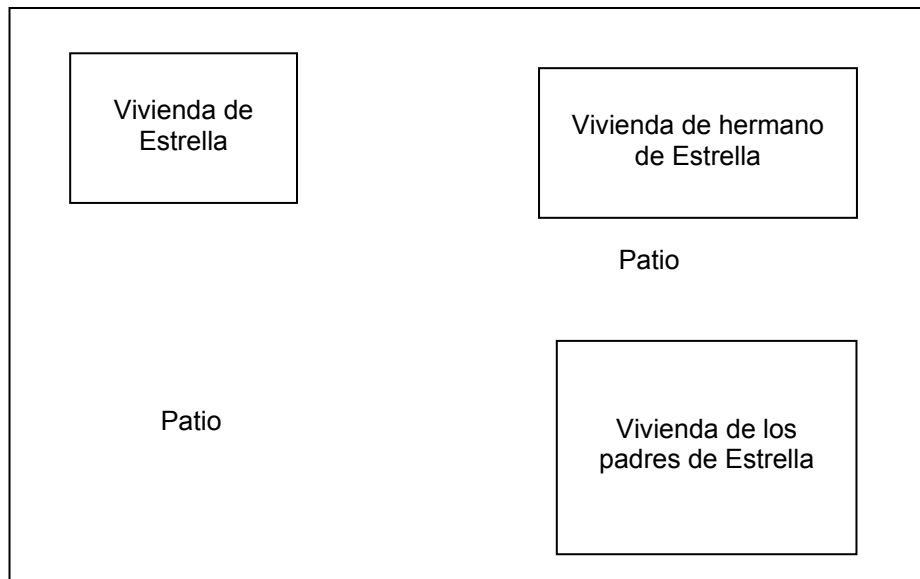 Vivienda de
Estrella
Vivienda de hermano
de Estrella
Patio
Patio
Vivienda de los
padres de Estrella